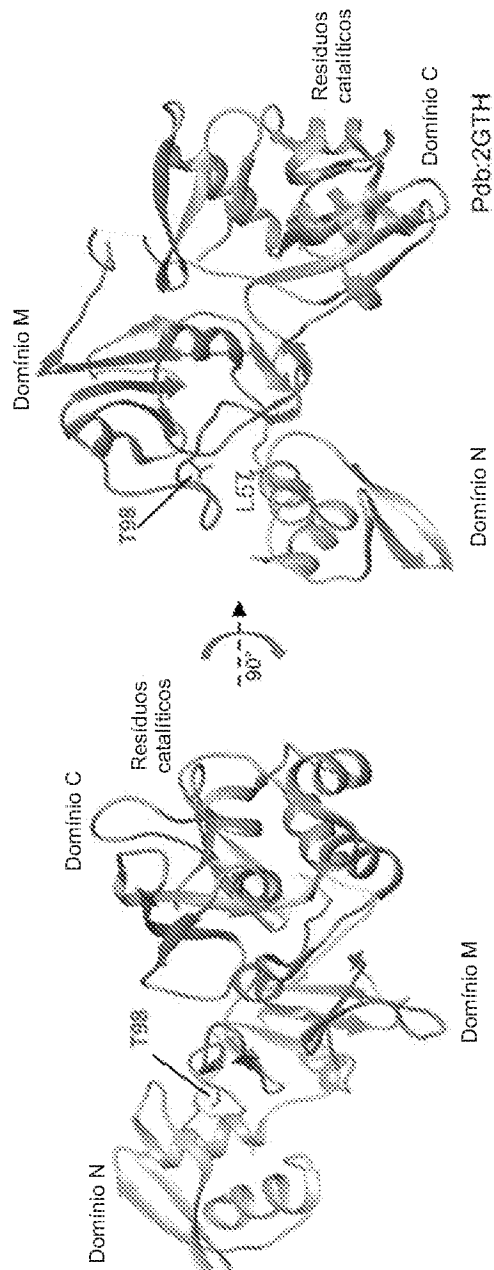 Domínio N
T98
Domínio C
Resíduos
catalíticos
Domínio M
90°
Domínio M
T98
L57
Domínio N
Resíduos
catalíticos
Domínio C
Pdb:2GTH